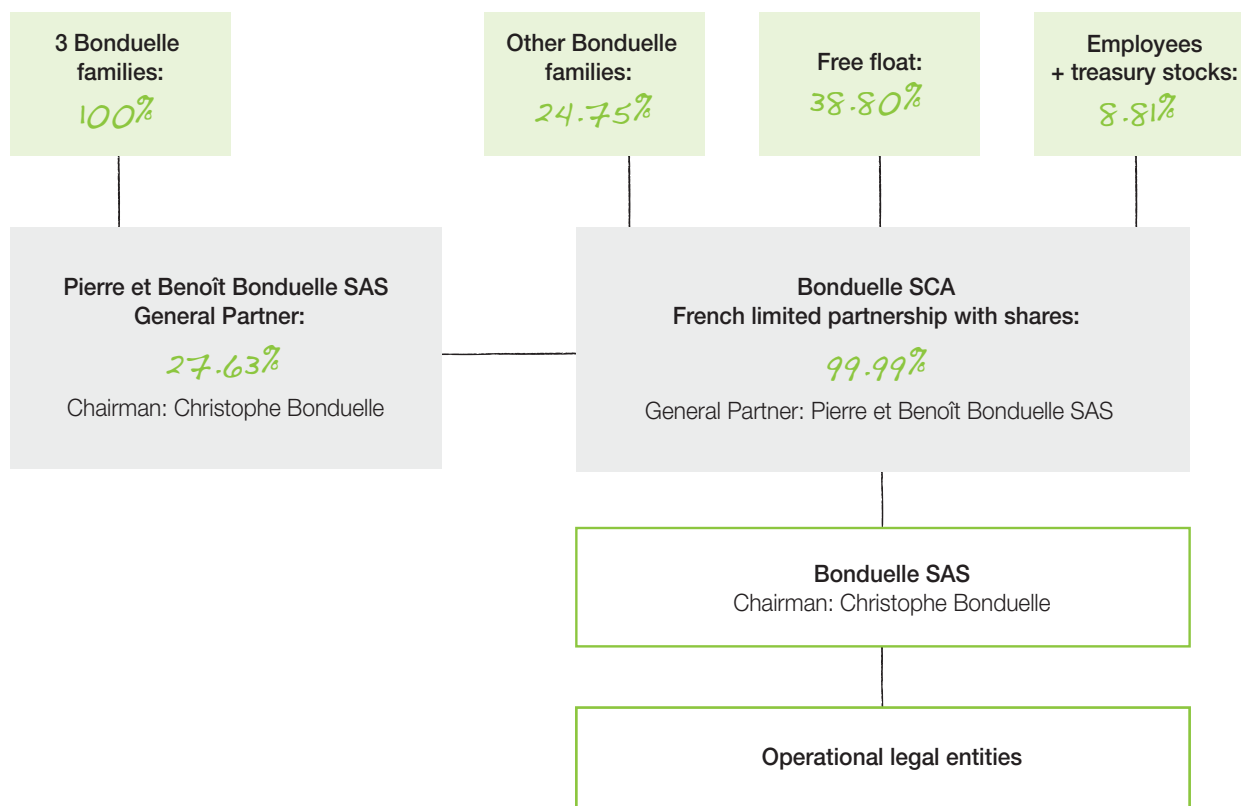 3 Bonduelle
families:
100%
Other Bonduelle
families:
24.75%
Free float:
38.80%
Employees
+ treasury stocks:
8.81%
Pierre et Benoît Bonduelle SAS
General Partner:
27.63%
Chairman: Christophe Bonduelle
Bonduelle SCA
French limited partnership with shares:
99.99%
General Partner: Pierre et Benoît Bonduelle SAS
Bonduelle SAS
Chairman: Christophe Bonduelle
Operational legal entities